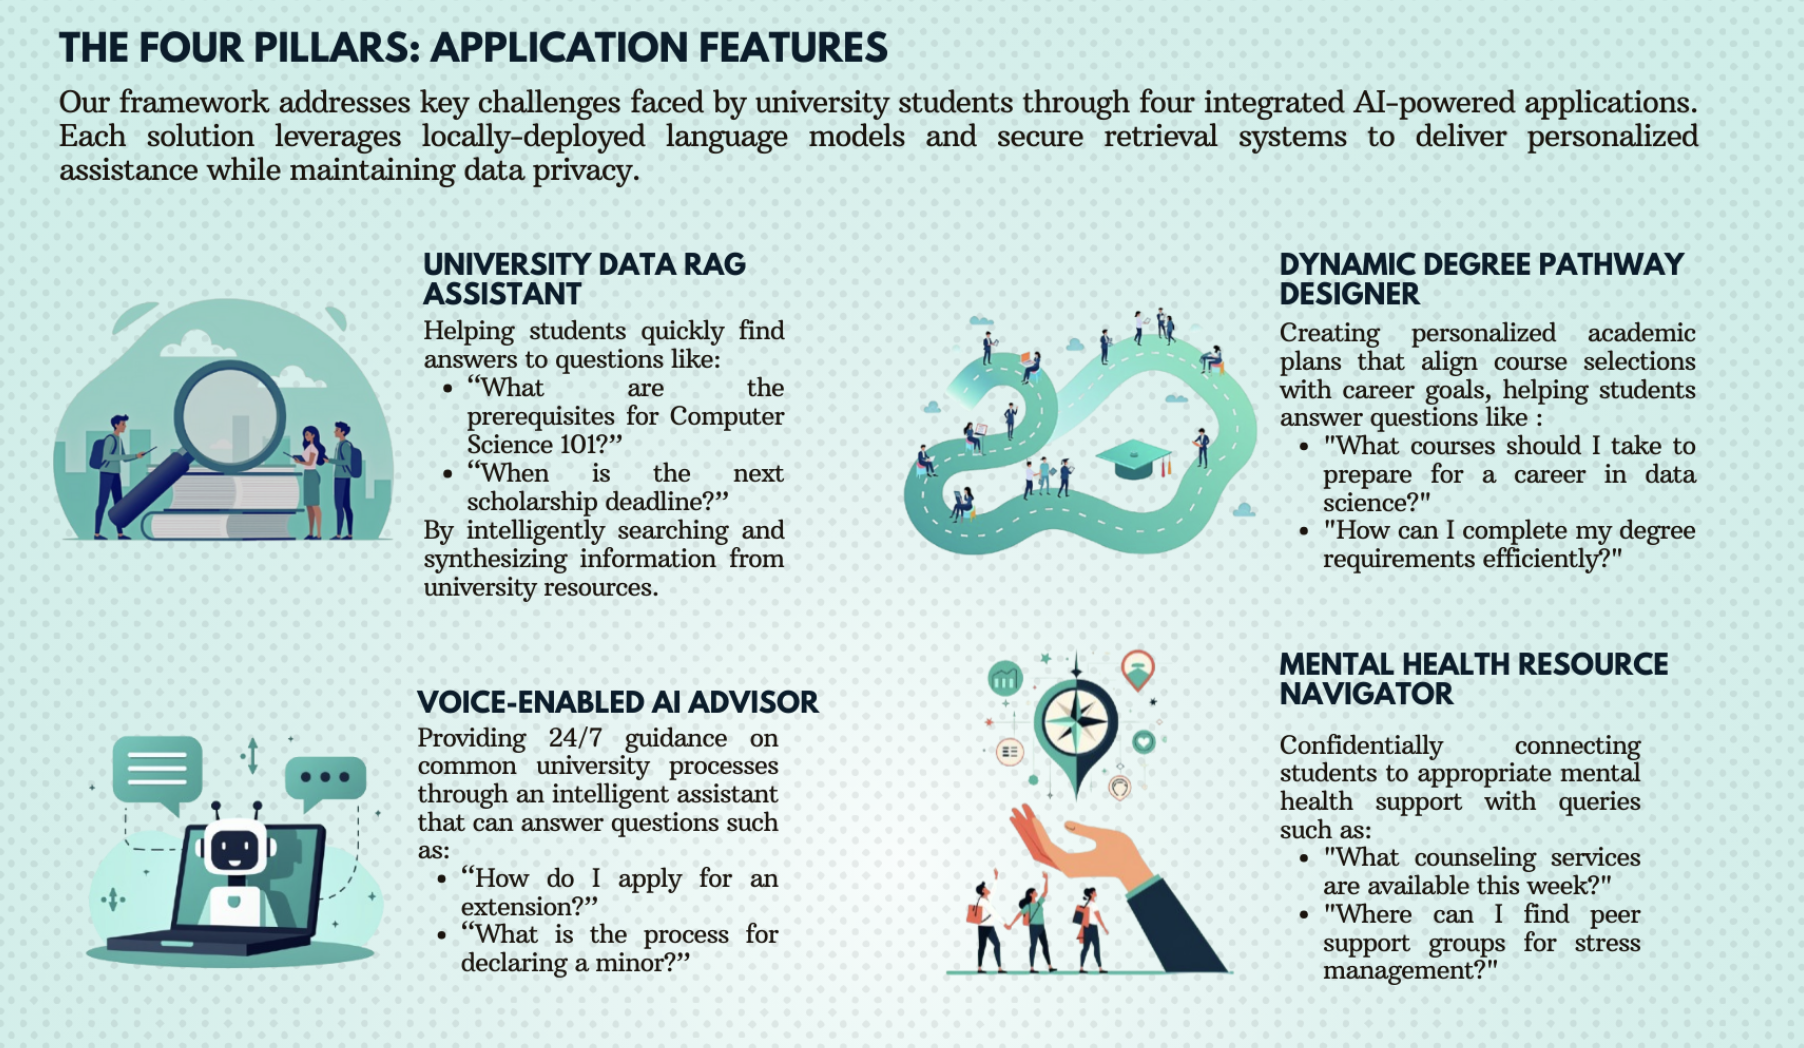 THE FOUR PILLARS: APPLICATION FEATURES
Our framework addresses key challenges faced by university students through four integrated AI-powered applications.
Each solution leverages locally-deployed language models and secure retrieval systems to deliver personalized
assistance while maintaining data privacy.
UNIVERSITY DATA RAG
ASSISTANT
Helping students quickly find
answers to questions like:
• “What are the
prerequisites for Computer
Science 101?”
• “When is the next
scholarship deadline?”
By intelligently searching and
synthesizing information from
university resources.
DYNAMIC DEGREE PATHWAY
DESIGNER
Creating personalized academic
plans that align course selections
with career goals, helping students
answer questions like :
• "What courses should I take to
prepare for a career in data
science?"
• "How can I complete my degree
requirements efficiently?"
VOICE-ENABLED AI ADVISOR
Providing 24/7 guidance on
common university processes
through an intelligent assistant
that can answer questions such
as:
• “How do I apply for an
extension?”
• “What is the process for
declaring a minor?”
MENTAL HEALTH RESOURCE
NAVIGATOR
Confidentially connecting
students to appropriate mental
health support with queries
such as:
• "What counseling services
are available this week?"
• "Where can I find peer
support groups for stress
management?"